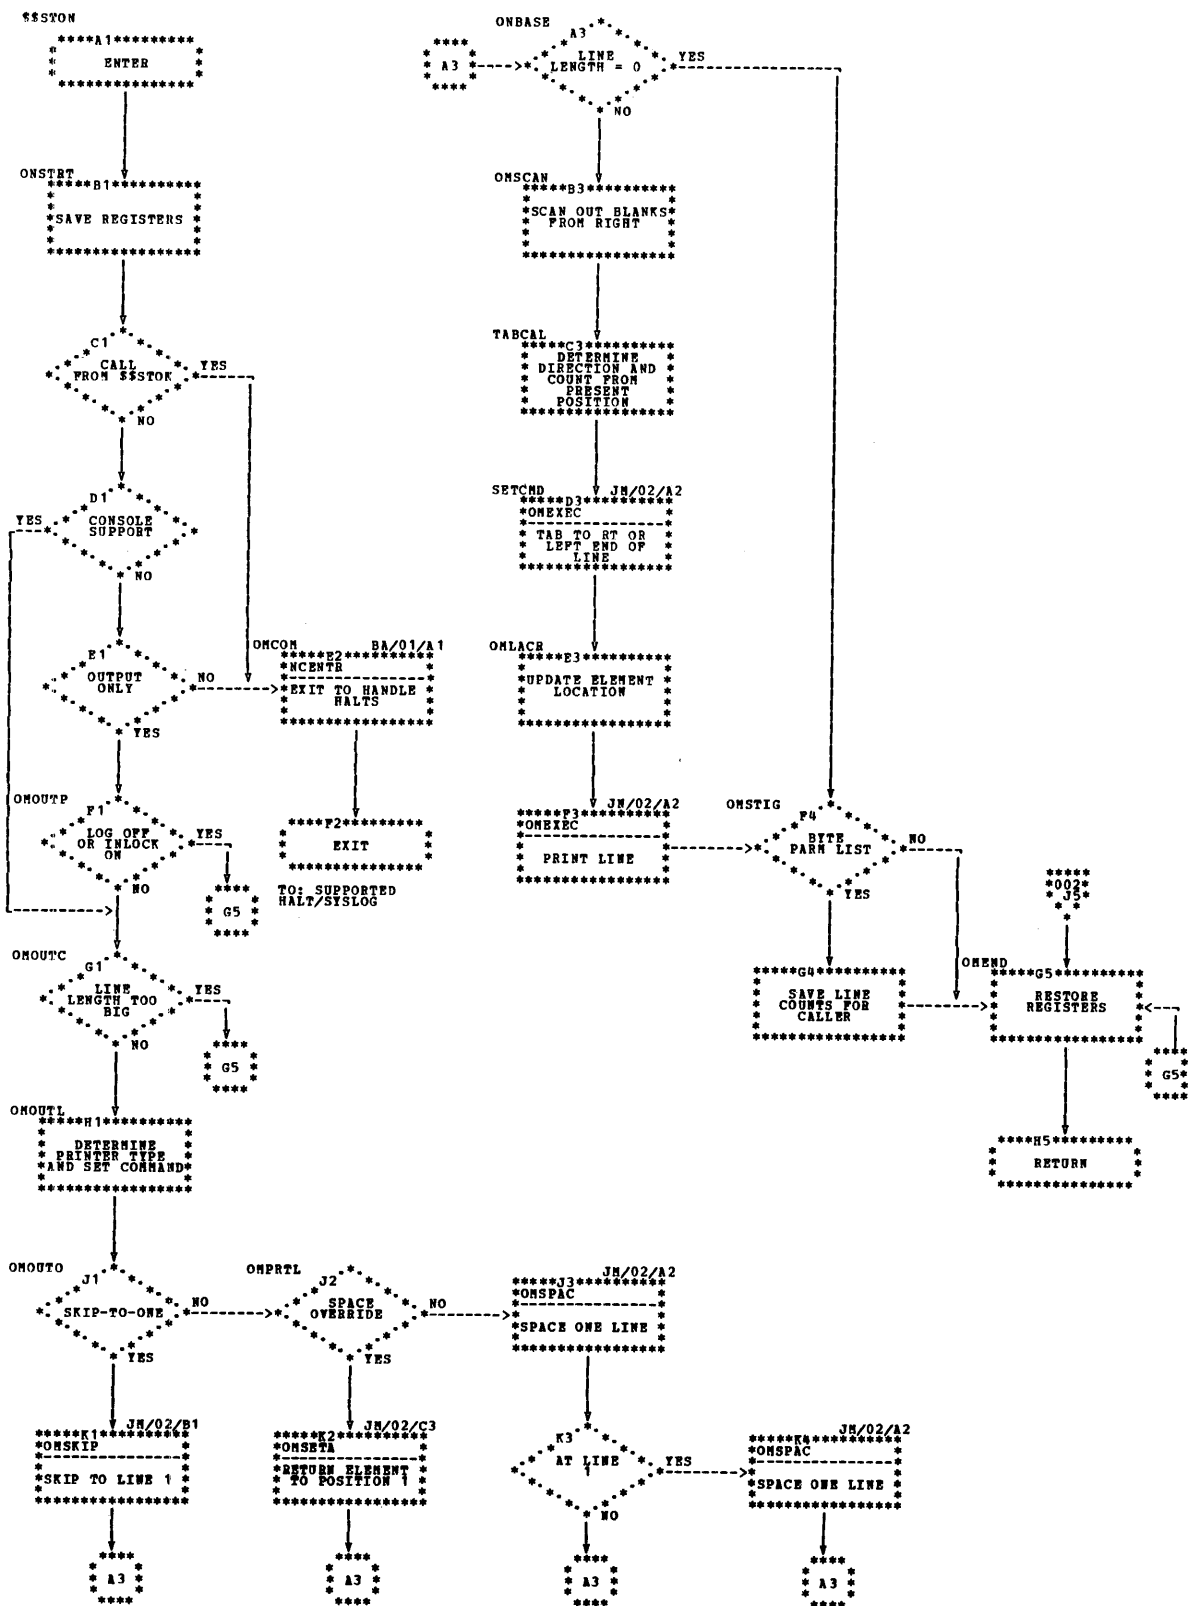 $$STON
A1
ENTER
ONSTRT
B1
SAVE REGISTERS
C1
CALL
FROM $$STOK
YES
NO
D1
CONSOLE
SUPPORT
YES
NO
E1
OUTPUT
ONLY
NO
YES
OMCOM
BA/01/A1
E2
NCENTR
EXIT TO HANDLE
HALTS
F2
EXIT
TO: SUPPORTED
HALT/SYSLOG
OMOUTP
F1
LOG OFF
OR INLOCK
ON
YES
NO
G5
OMOUTC
G1
LINE
LENGTH TOO
BIG
YES
NO
G5
OMOUTL
H1
DETERMINE
PRINTER TYPE
AND SET COMMAND
OMOUTO
J1
SKIP-TO-ONE
NO
YES
JM/02/B1
K1
OMSKIP
SKIP TO LINE 1
A3
OMPRTL
J2
SPACE
OVERRIDE
NO
YES
JM/02/C3
K2
OMSETA
RETURN ELEMENT
TO POSITION 1
A3
JM/02/A2
J3
OMSPAC
SPACE ONE LINE
K3
AT LINE
1
YES
NO
A3
JM/02/A2
K4
OMSPAC
SPACE ONE LINE
A3
ONBASE
A3
A3
LINE
LENGTH = 0
YES
NO
OMSCAN
B3
SCAN OUT BLANKS
FROM RIGHT
TABCAL
C3
DETERMINE
DIRECTION AND
COUNT FROM
PRESENT
POSITION
SETCMD
JM/02/A2
D3
OMEXEC
TAB TO RT OR
LEFT END OF
LINE
OMLACR
E3
UPDATE ELEMENT
LOCATION
JM/02/A2
F3
OMEXEC
PRINT LINE
OMSTIG
F4
BYTE
PARM LIST
NO
YES
G4
SAVE LINE
COUNTS FOR
CALLER
002
J5
OMEND
G5
RESTORE
REGISTERS
G5
H5
RETURN